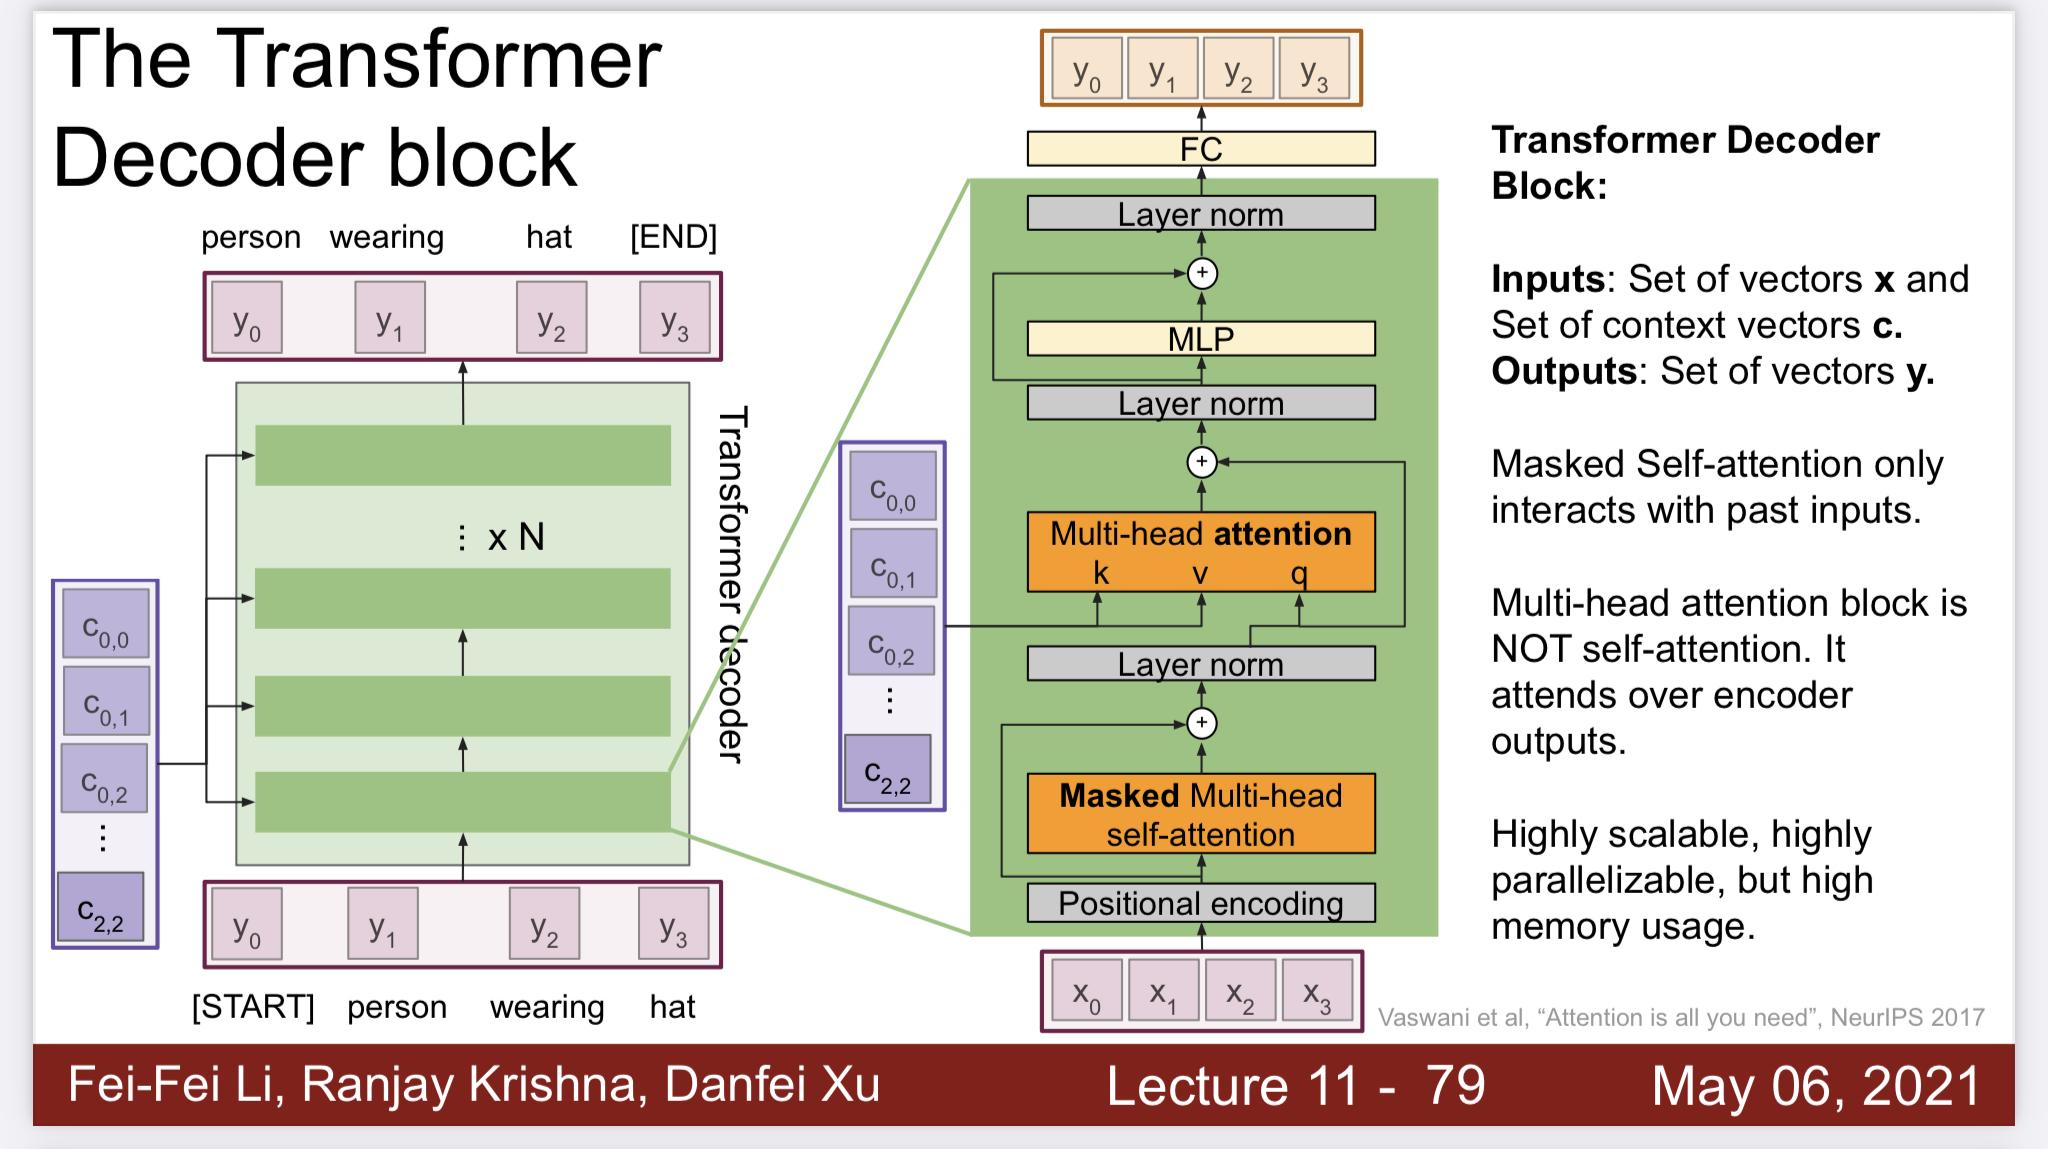 The Transformer
Decoder block
person wearing hat [END]
y0 y1 y2 y3
⋮ x N
Transformer decoder
c0,0
c0,1
c0,2
⋮
c2,2
y0 y1 y2 y3
[START] person wearing hat
y0 y1 y2 y3
FC
Layer norm
+
MLP
Layer norm
+
Multi-head attention
k v q
c0,0
c0,1
c0,2
⋮
c2,2
Layer norm
+
Masked Multi-head
self-attention
Positional encoding
x0 x1 x2 x3
Transformer Decoder
Block:
Inputs: Set of vectors x and
Set of context vectors c.
Outputs: Set of vectors y.
Masked Self-attention only
interacts with past inputs.
Multi-head attention block is
NOT self-attention. It
attends over encoder
outputs.
Highly scalable, highly
parallelizable, but high
memory usage.
Vaswani et al, “Attention is all you need”, NeurIPS 2017
Fei-Fei Li, Ranjay Krishna, Danfei Xu
Lecture 11 - 79
May 06, 2021